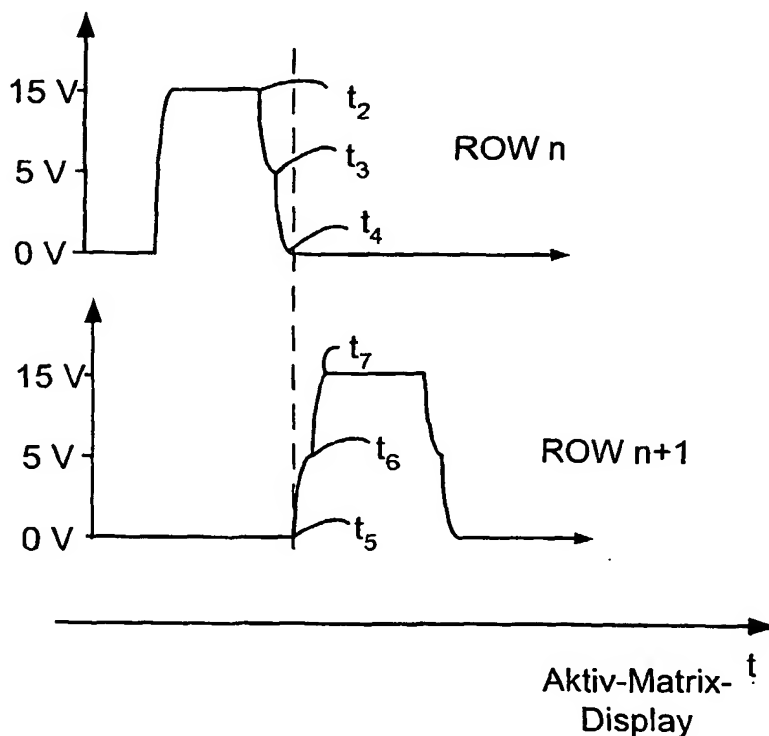 15 V
t2
5 V
t3
ROW n
0 V
t4
15 V
t7
5 V
t6
ROW n+1
0 V
t5
t
Aktiv-Matrix-
Display